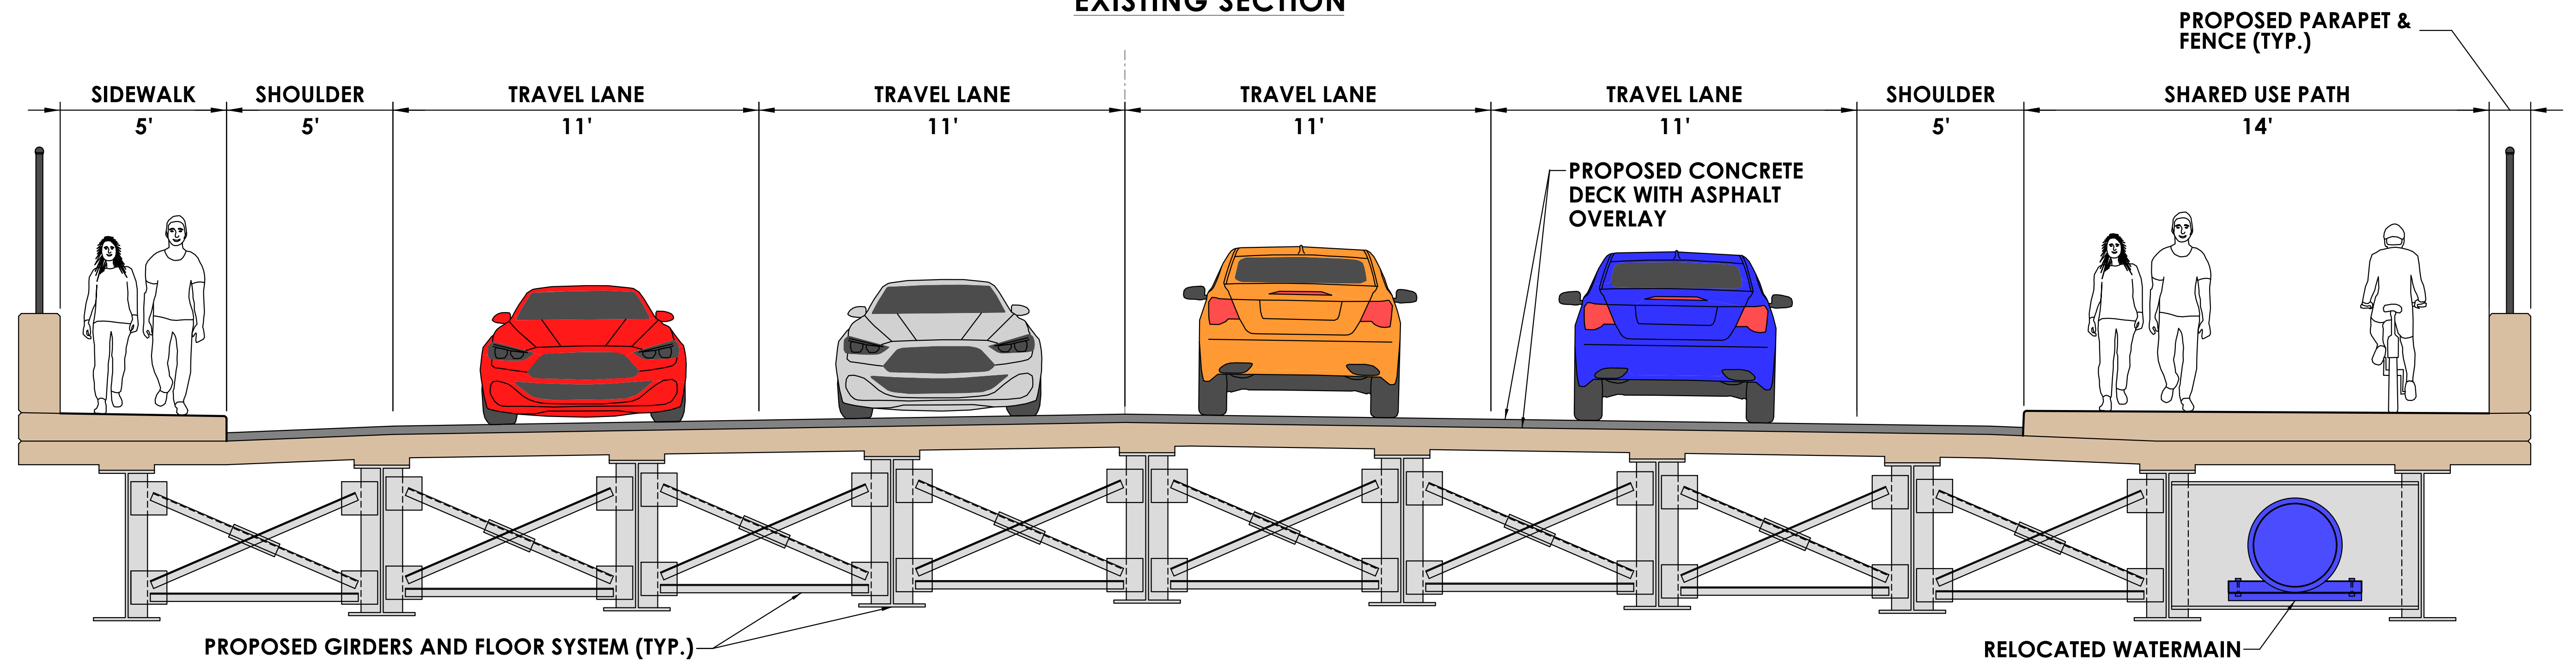 EXISTING SECTION
PROPOSED PARAPET &
FENCE (TYP.)
SIDEWALK SHOULDER TRAVEL LANE TRAVEL LANE TRAVEL LANE TRAVEL LANE SHOULDER SHARED USE PATH
5' 5' 11' 11' 11' 11' 5' 14'
PROPOSED CONCRETE
DECK WITH ASPHALT
OVERLAY
PROPOSED GIRDERS AND FLOOR SYSTEM (TYP.)
RELOCATED WATERMAIN